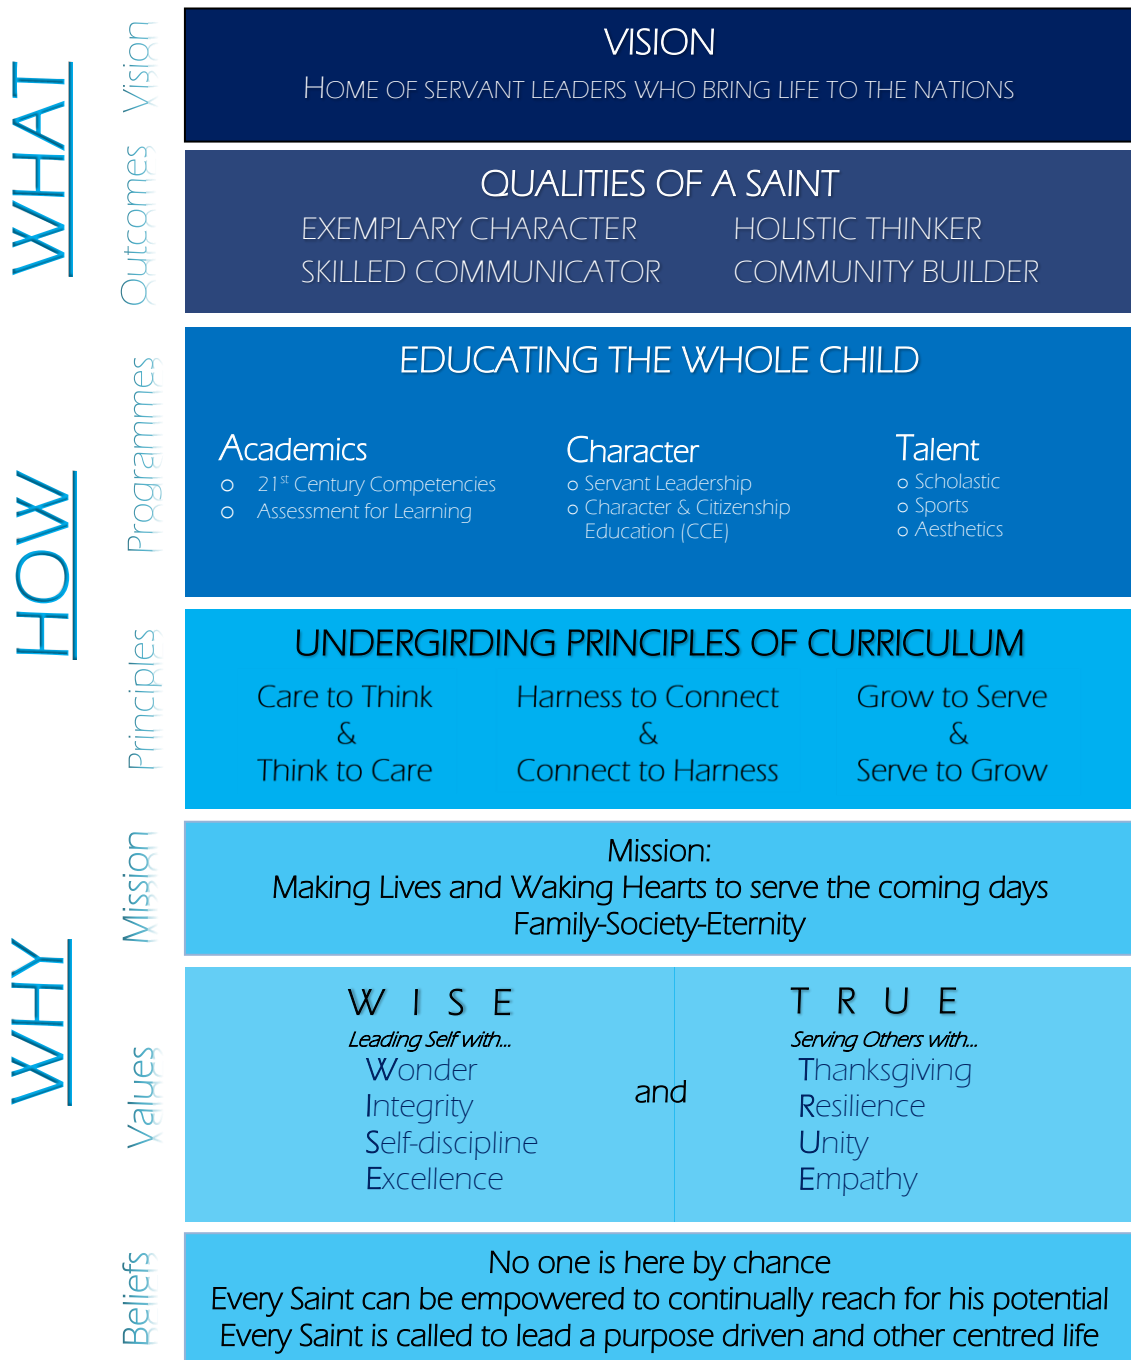 WHAT
Vision
VISION
HOME OF SERVANT LEADERS WHO BRING LIFE TO THE NATIONS
Outcomes
QUALITIES OF A SAINT
EXEMPLARY CHARACTER HOLISTIC THINKER
SKILLED COMMUNICATOR COMMUNITY BUILDER
HOW
Programmes
EDUCATING THE WHOLE CHILD
Academics
o 21st Century Competencies
o Assessment for Learning
Character
o Servant Leadership
o Character & Citizenship
Education (CCE)
Talent
o Scholastic
o Sports
o Aesthetics
Principles
UNDERGIRDING PRINCIPLES OF CURRICULUM
Care to Think
&
Think to Care
Harness to Connect
&
Connect to Harness
Grow to Serve
&
Serve to Grow
WHY
Mission
Mission:
Making Lives and Waking Hearts to serve the coming days
Family-Society-Eternity
Values
W I S E
Leading Self with...
Wonder
Integrity
Self-discipline
Excellence
and
T R U E
Serving Others with...
Thanksgiving
Resilience
Unity
Empathy
Beliefs
No one is here by chance
Every Saint can be empowered to continually reach for his potential
Every Saint is called to lead a purpose driven and other centred life